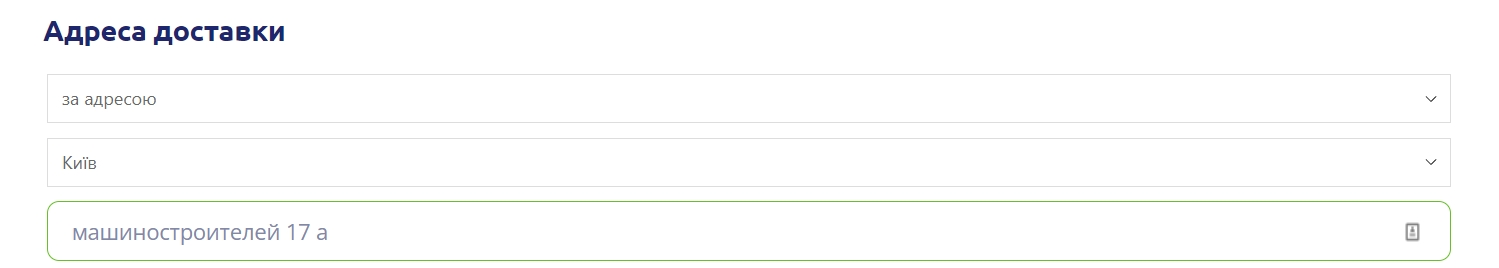 Адреса доставки
за адресою
Київ
машиностроителей 17 а